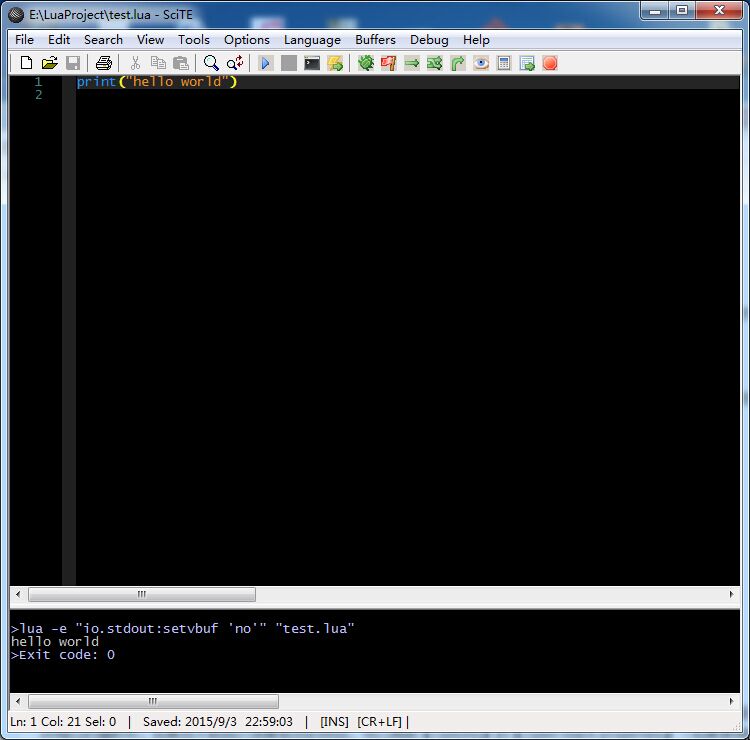 E:\LuaProject\test.lua - SciTE
File Edit Search View Tools Options Language Buffers Debug Help
1 print("hello world")
2
>lua -e "io.stdout:setvbuf 'no'" "test.lua"
hello world
>Exit code: 0
Ln: 1 Col: 21 Sel: 0 | Saved: 2015/9/3 22:59:03 | [INS] [CR+LF] |